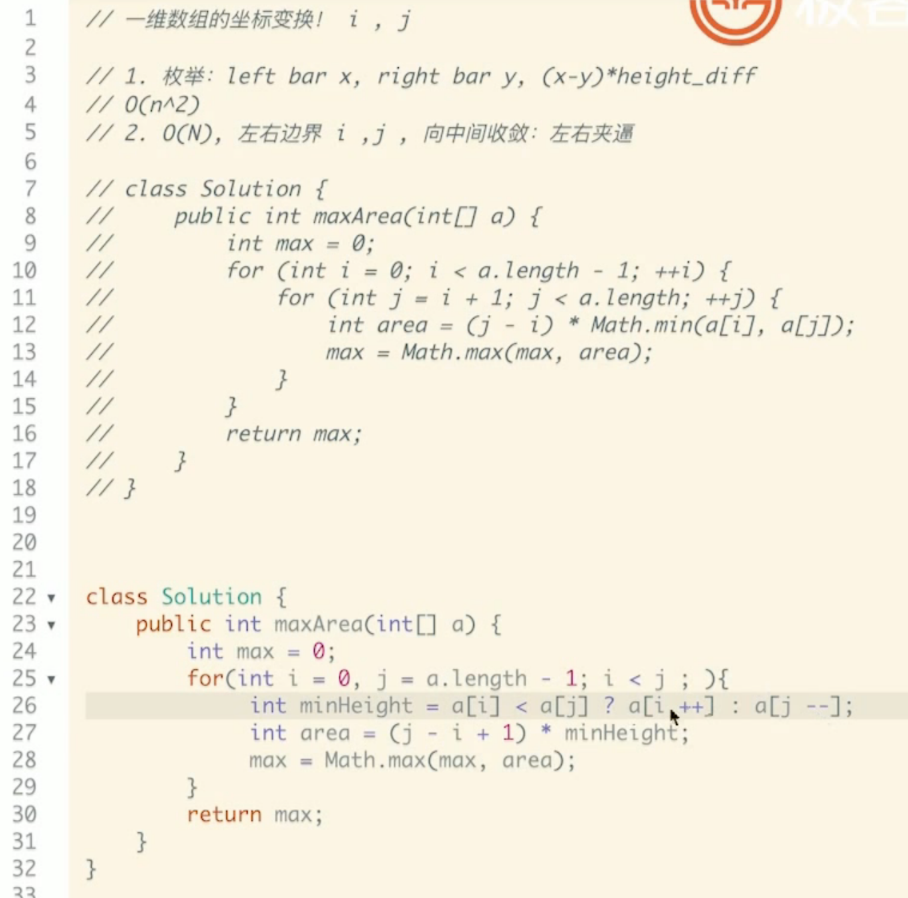 1 // 一维数组的坐标变换! i , j
2
3 // 1. 枚举: left bar x, right bar y, (x-y)*height_diff
4 // O(n^2)
5 // 2. O(N), 左右边界 i ,j , 向中间收敛: 左右夹逼
6
7 // class Solution {
8 //     public int maxArea(int[] a) {
9 //         int max = 0;
10 //         for (int i = 0; i < a.length - 1; ++i) {
11 //             for (int j = i + 1; j < a.length; ++j) {
12 //                 int area = (j - i) * Math.min(a[i], a[j]);
13 //                 max = Math.max(max, area);
14 //             }
15 //         }
16 //         return max;
17 //     }
18 // }
19
20
21
22 class Solution {
23     public int maxArea(int[] a) {
24         int max = 0;
25         for(int i = 0, j = a.length - 1; i < j ; ){
26              int minHeight = a[i] < a[j] ? a[i ++] : a[j --];
27              int area = (j - i + 1) * minHeight;
28              max = Math.max(max, area);
29         }
30         return max;
31     }
32 }
33